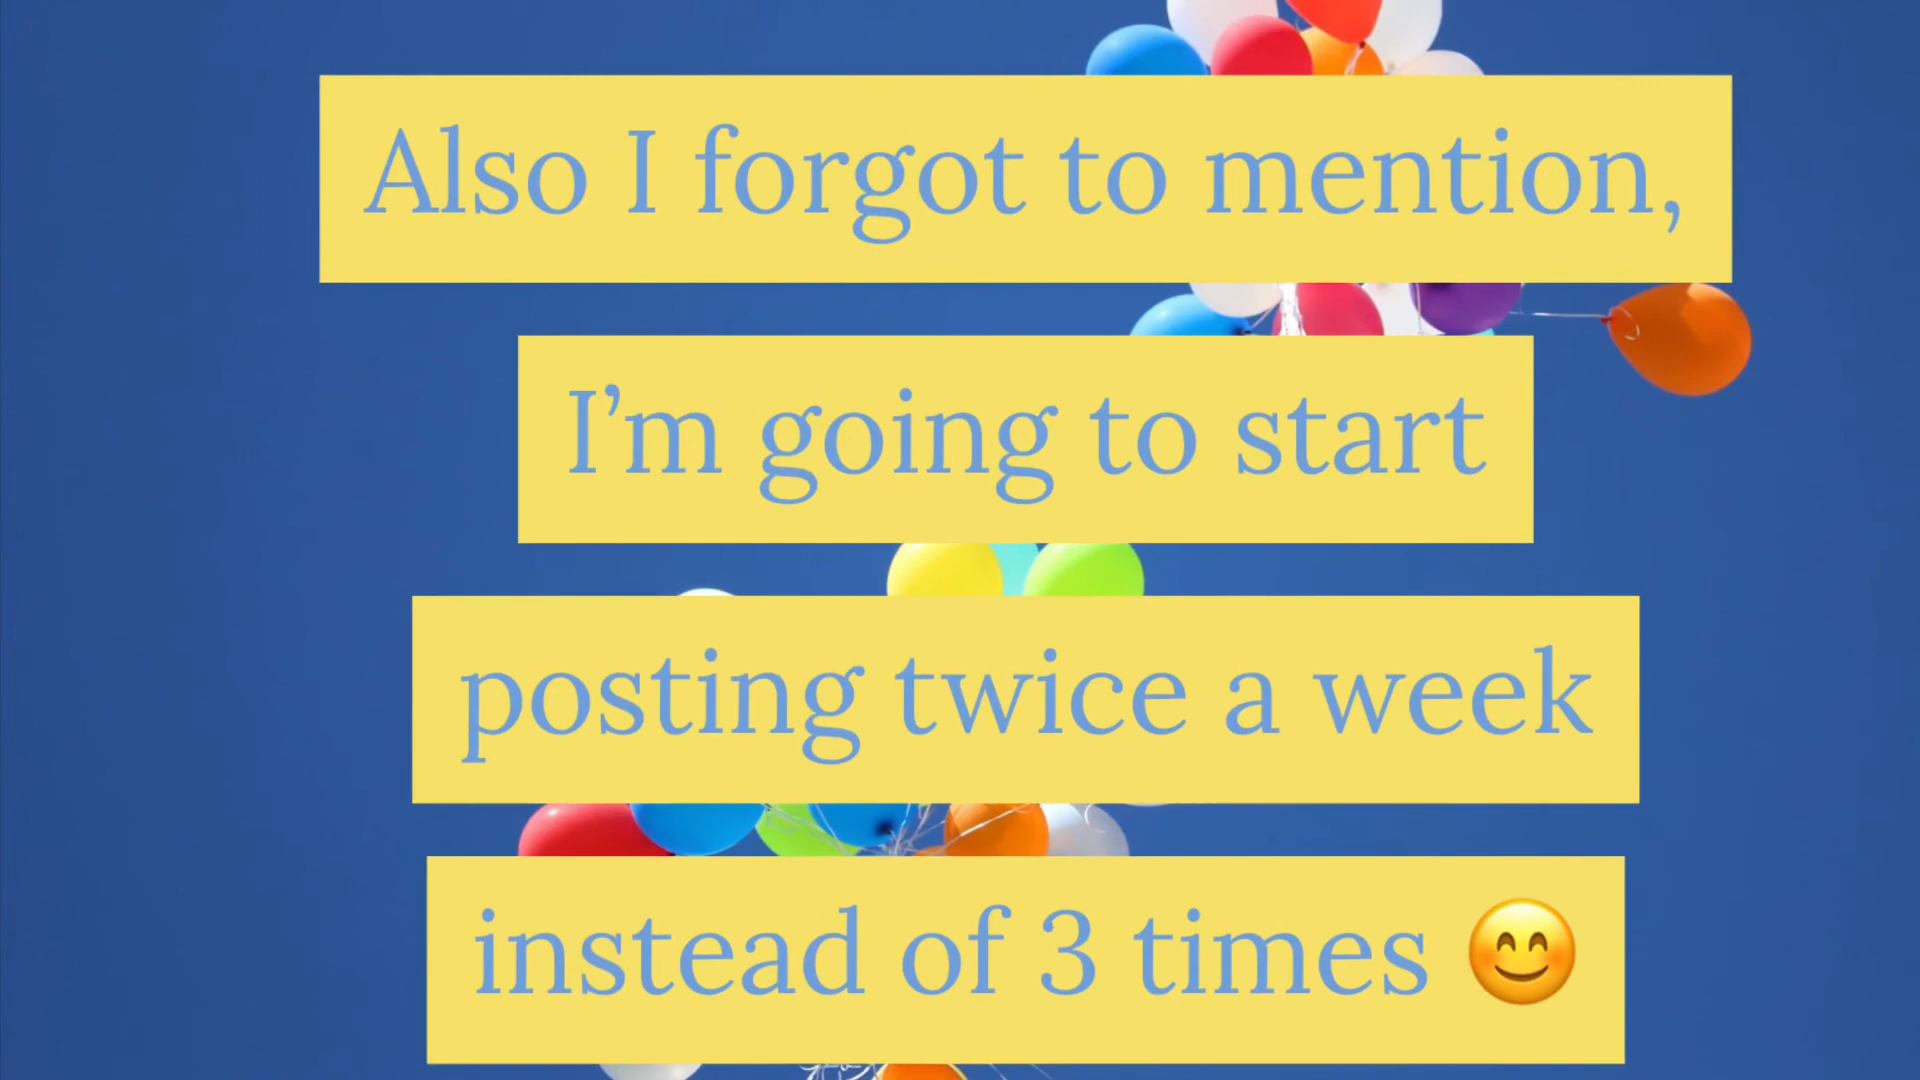 Also I forgot to mention,
I’m going to start
posting twice a week
instead of 3 times 😊